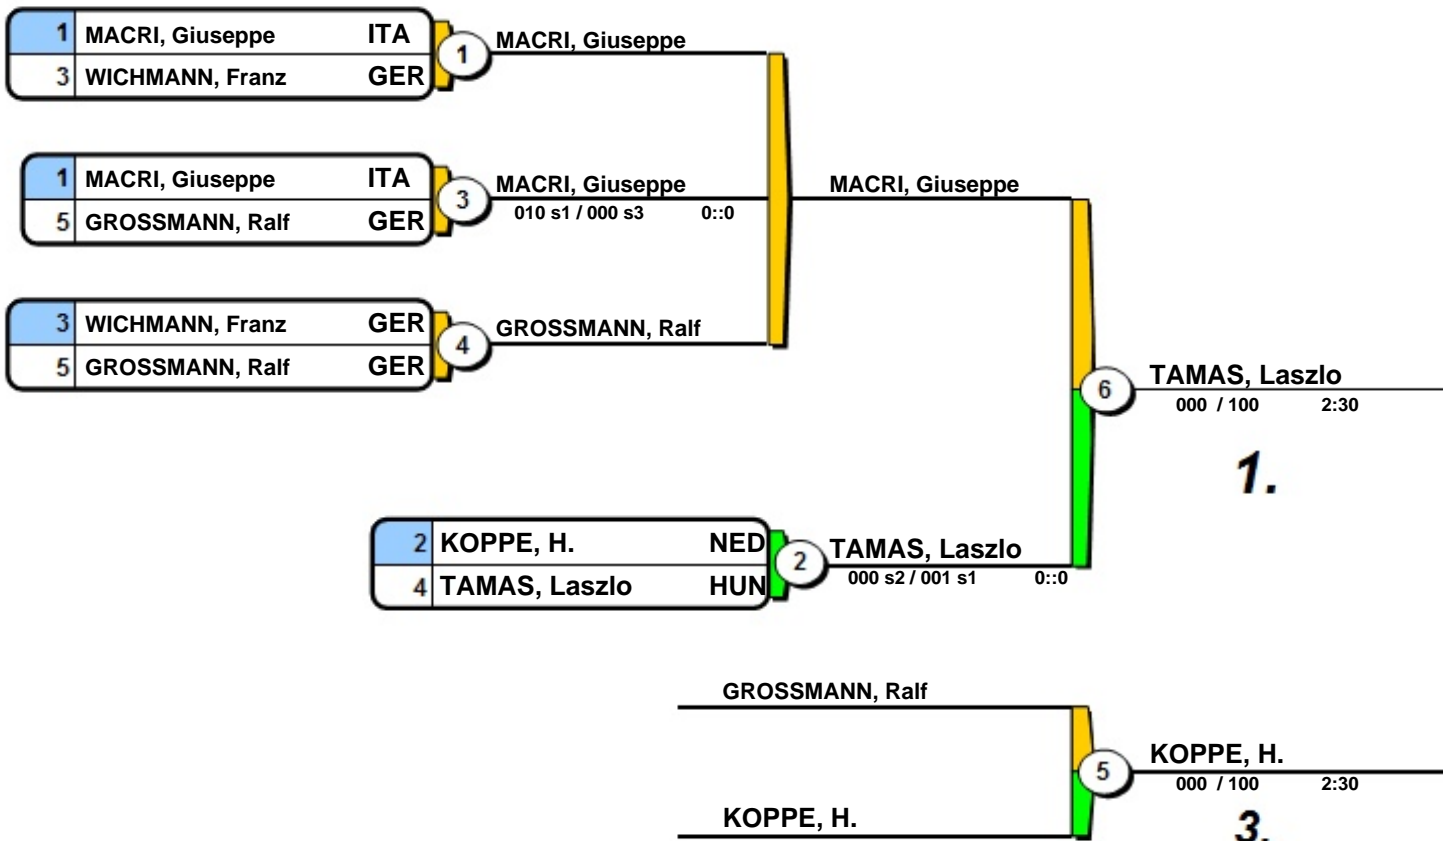 1 MACRI, Giuseppe ITA
3 WICHMANN, Franz GER
1 MACRI, Giuseppe
1 MACRI, Giuseppe ITA
5 GROSSMANN, Ralf GER
3 MACRI, Giuseppe
010 s1 / 000 s3 0::0
MACRI, Giuseppe
3 WICHMANN, Franz GER
5 GROSSMANN, Ralf GER
4 GROSSMANN, Ralf
6 TAMAS, Laszlo
000 / 100 2:30
1.
2 KOPPE, H. NED
4 TAMAS, Laszlo HUN
2 TAMAS, Laszlo
000 s2 / 001 s1 0::0
GROSSMANN, Ralf
KOPPE, H.
5 KOPPE, H.
000 / 100 2:30
3.